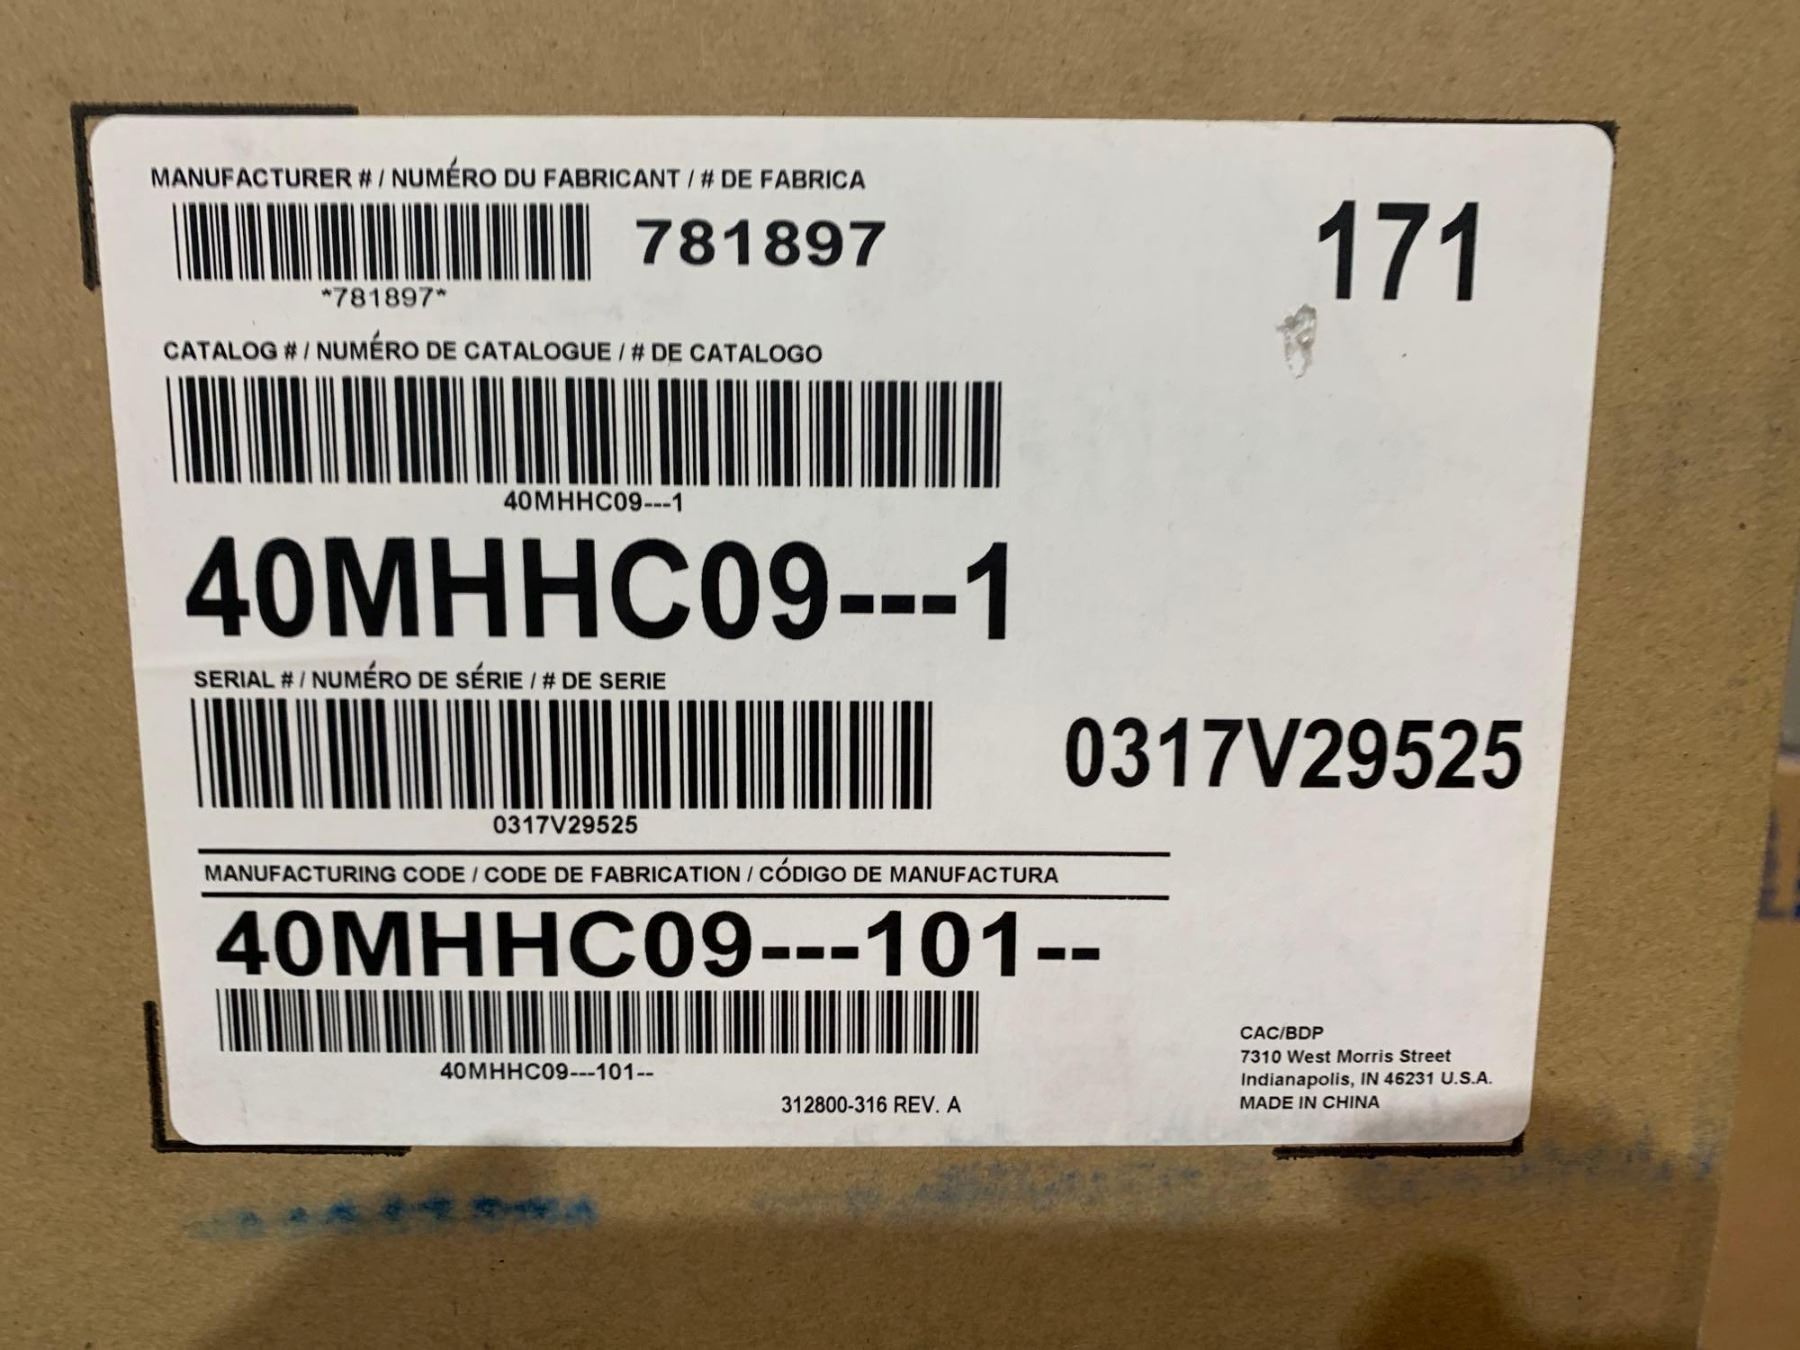 MANUFACTURER # / NUMÉRO DU FABRICANT / # DE FABRICA
781897
171
*781897*
CATALOG # / NUMÉRO DE CATALOGUE / # DE CATALOGO
40MHHC09---1
40MHHC09---1
SERIAL # / NUMÉRO DE SÉRIE / # DE SERIE
0317V29525
0317V29525
MANUFACTURING CODE / CODE DE FABRICATION / CÓDIGO DE MANUFACTURA
40MHHC09---101--
40MHHC09---101--
312800-316 REV. A
CAC/BDP
7310 West Morris Street
Indianapolis, IN 46231 U.S.A.
MADE IN CHINA